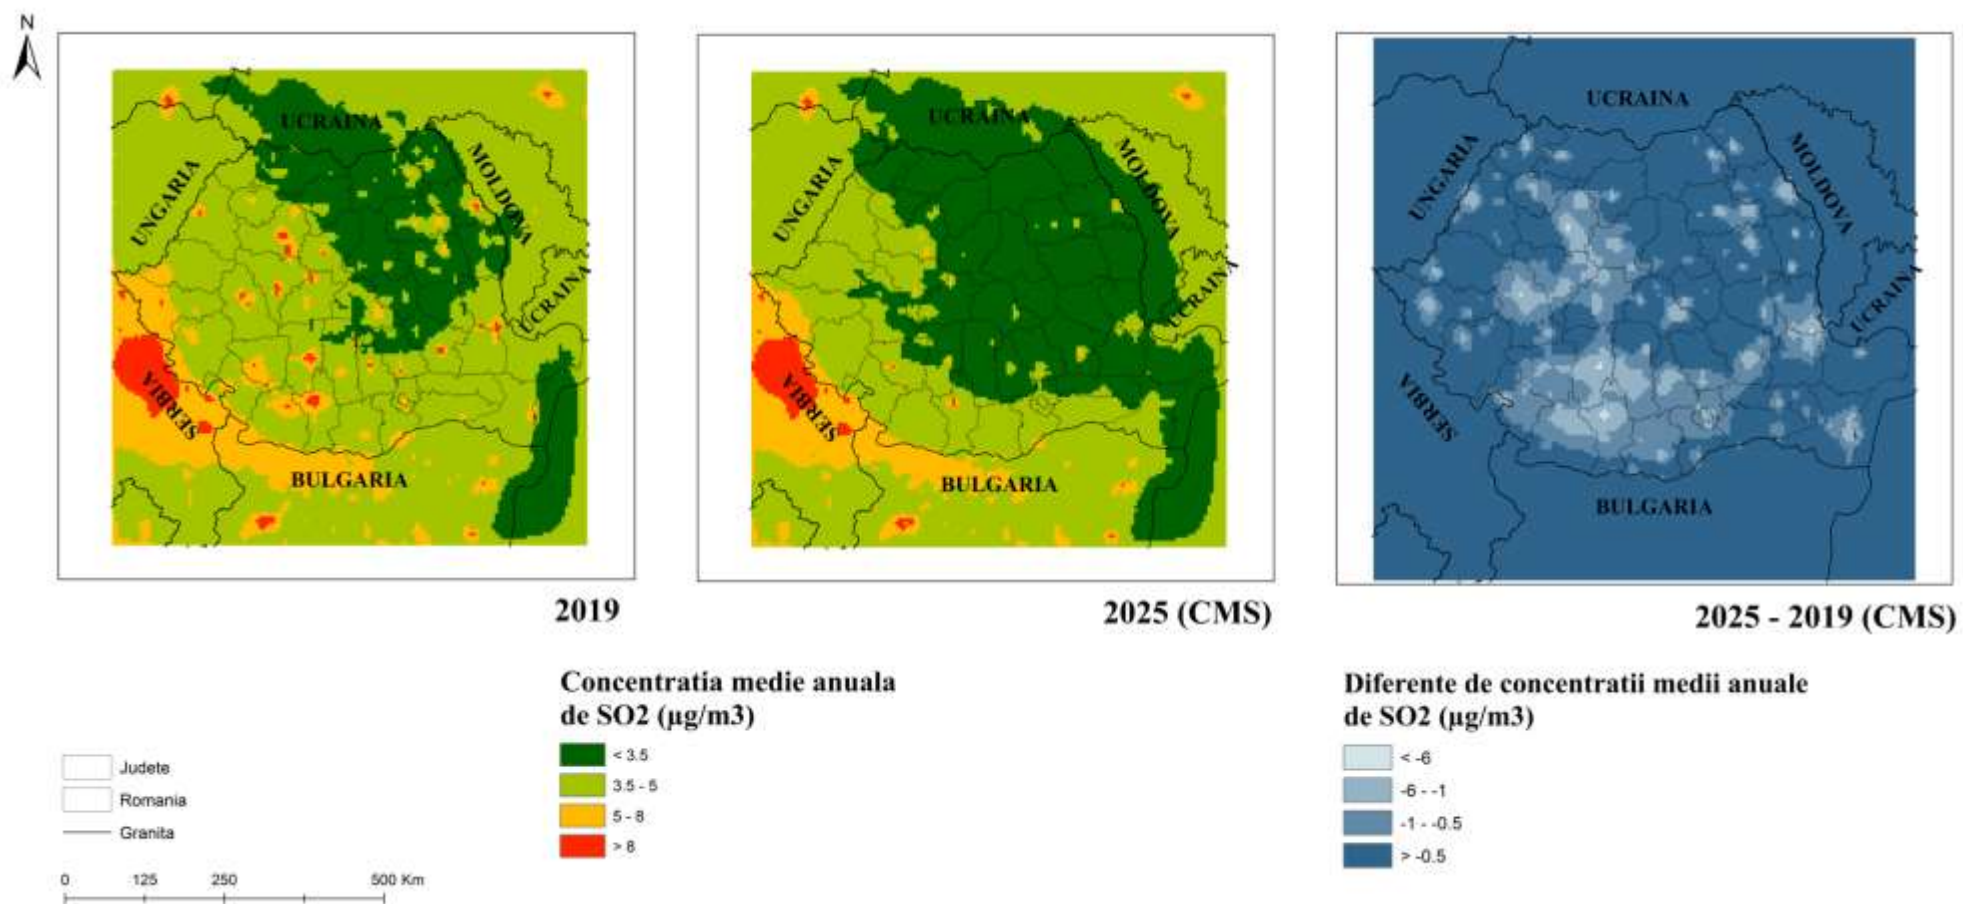 N
UCRAINA
UNGARIA
MOLDOVA
UCRAINA
SERBIA
BULGARIA
2019
UCRAINA
UNGARIA
MOLDOVA
UCRAINA
SERBIA
BULGARIA
2025 (CMS)
UCRAINA
UNGARIA
MOLDOVA
UCRAINA
SERBIA
BULGARIA
2025 - 2019 (CMS)
Judete
Romania
Granita
0 125 250 500 Km
Concentratia medie anuala
de SO2 (µg/m3)
< 3.5
3.5 - 5
5 - 8
> 8
Diferente de concentratii medii anuale
de SO2 (µg/m3)
< -6
-6 - -1
-1 - -0.5
> -0.5